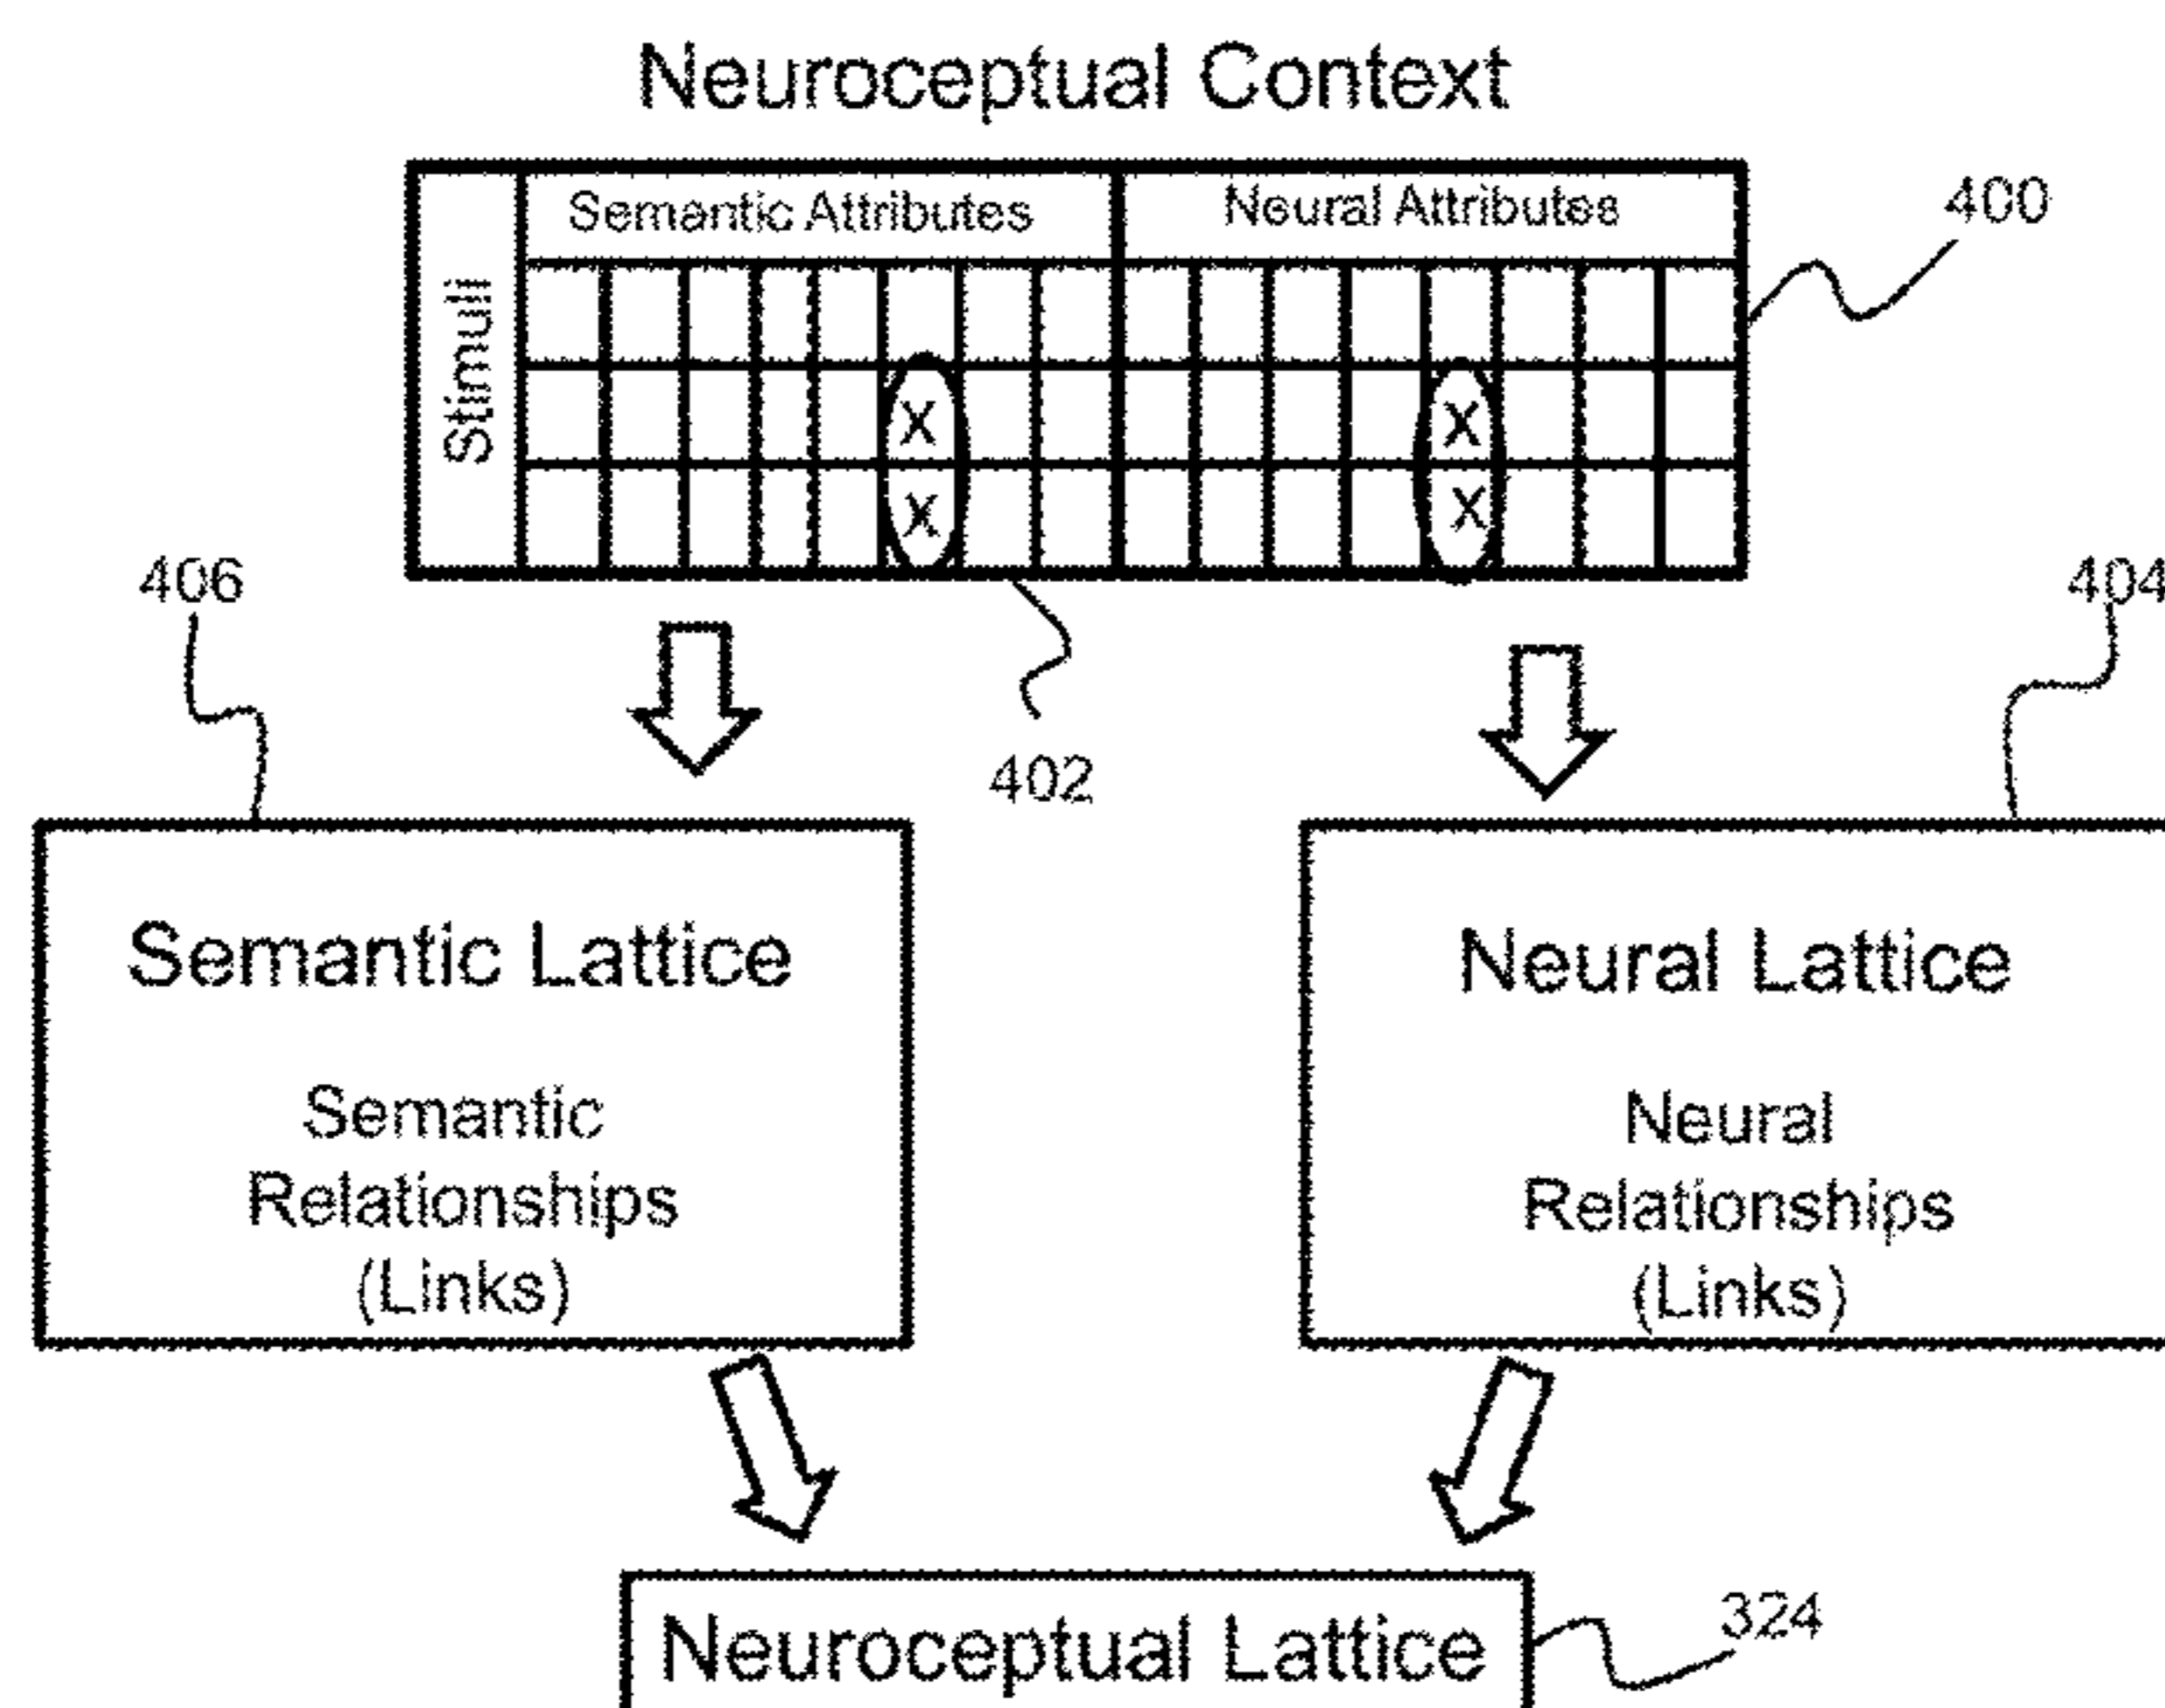 Neuroceptual Context
Semantic Attributes
Neural Attributes
400
Stimuli
X
X
X
X
406
404
402
Semantic Lattice
Semantic
Relationships
(Links)
Neural Lattice
Neural
Relationships
(Links)
Neuroceptual Lattice
324